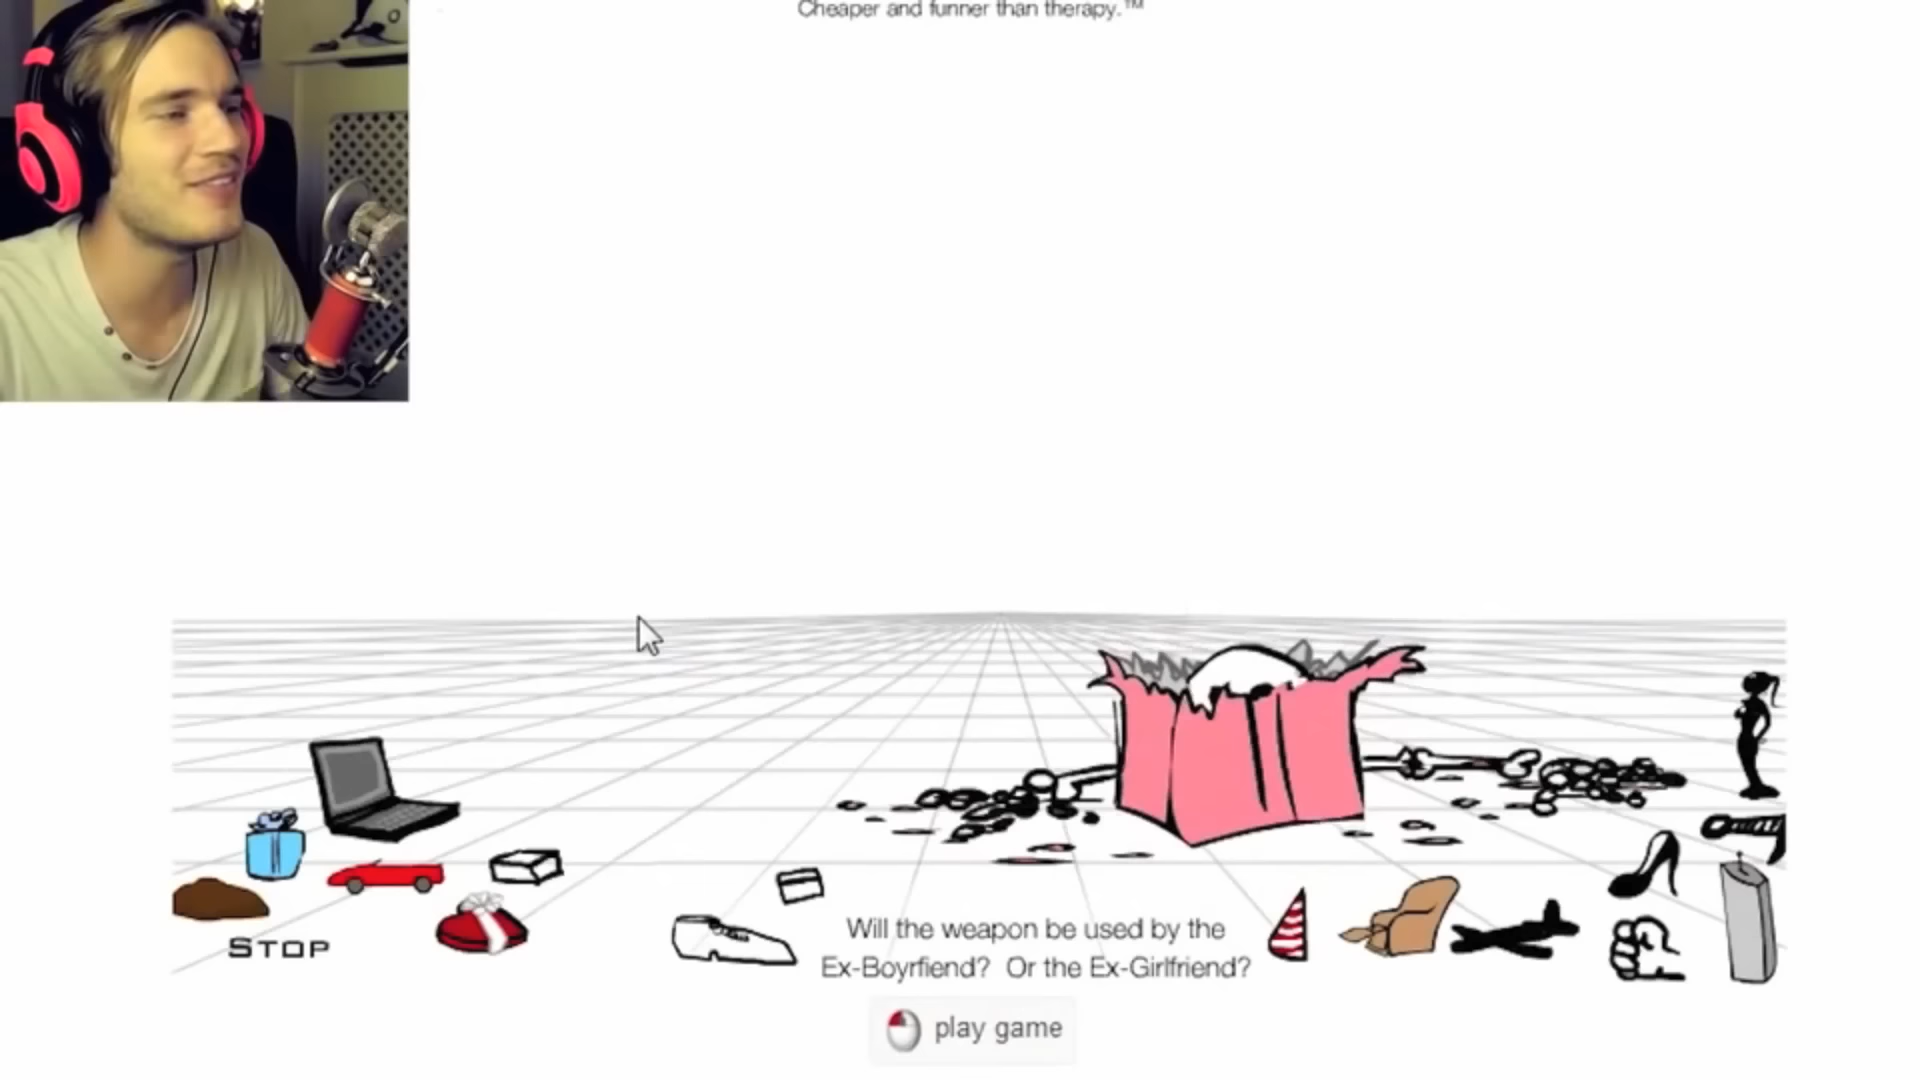 Cheaper and funner than therapy.™
STOP
Will the weapon be used by the
Ex-Boyrfiend? Or the Ex-Girlfriend?
play game